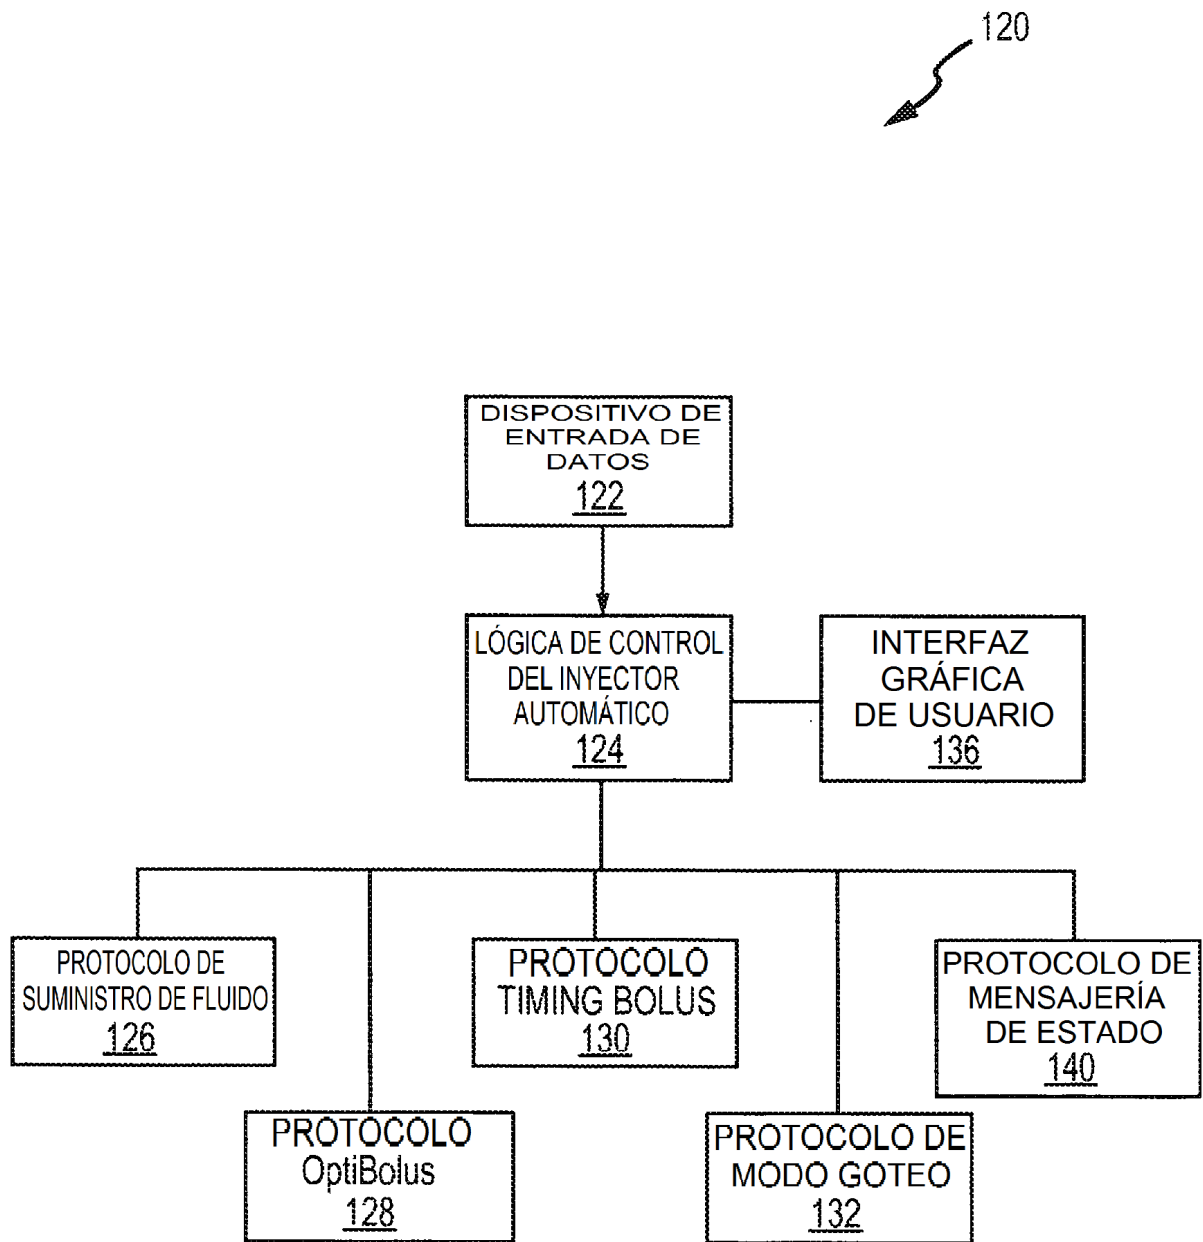 120
DISPOSITIVO DE
ENTRADA DE
DATOS
122
LÓGICA DE CONTROL
DEL INYECTOR
AUTOMÁTICO
124
INTERFAZ
GRÁFICA
DE USUARIO
136
PROTOCOLO DE
SUMINISTRO DE FLUIDO
126
PROTOCOLO
TIMING BOLUS
130
PROTOCOLO DE
MENSAJERÍA
DE ESTADO
140
PROTOCOLO
OptiBolus
128
PROTOCOLO DE
MODO GOTEO
132